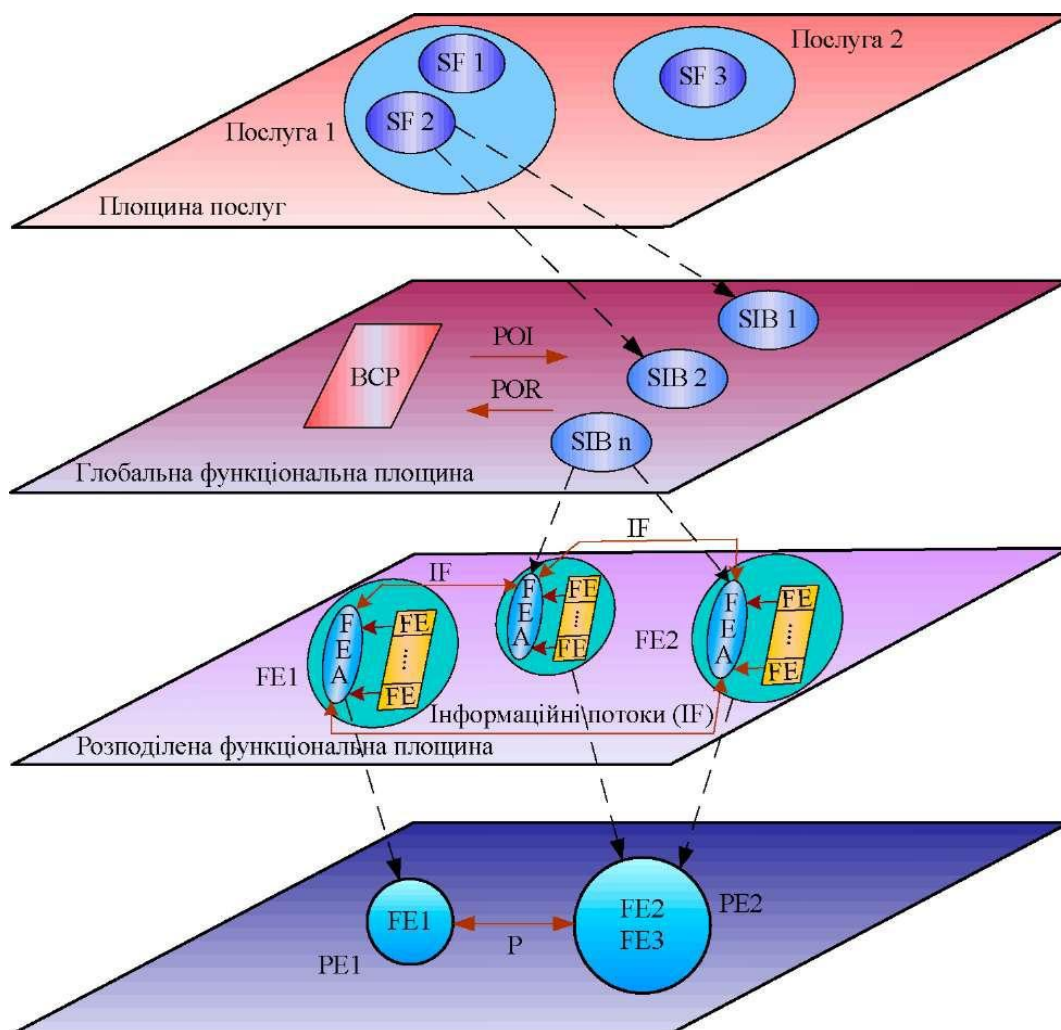 Послуга 2
SF 1
SF 3
SF 2
Послуга 1
Площина послуг
SIB 1
POI
BCP
SIB 2
POR
SIB n
Глобальна функціональна площина
IF
IF
F
E
A
FE
....
FE
F
E
A
FE
....
FE
F
E
A
FE
....
FE
FE2
FE1
Інформаційні потоки (IF)
Розподілена функціональна площина
FE1
FE2
FE3
PE2
P
PE1